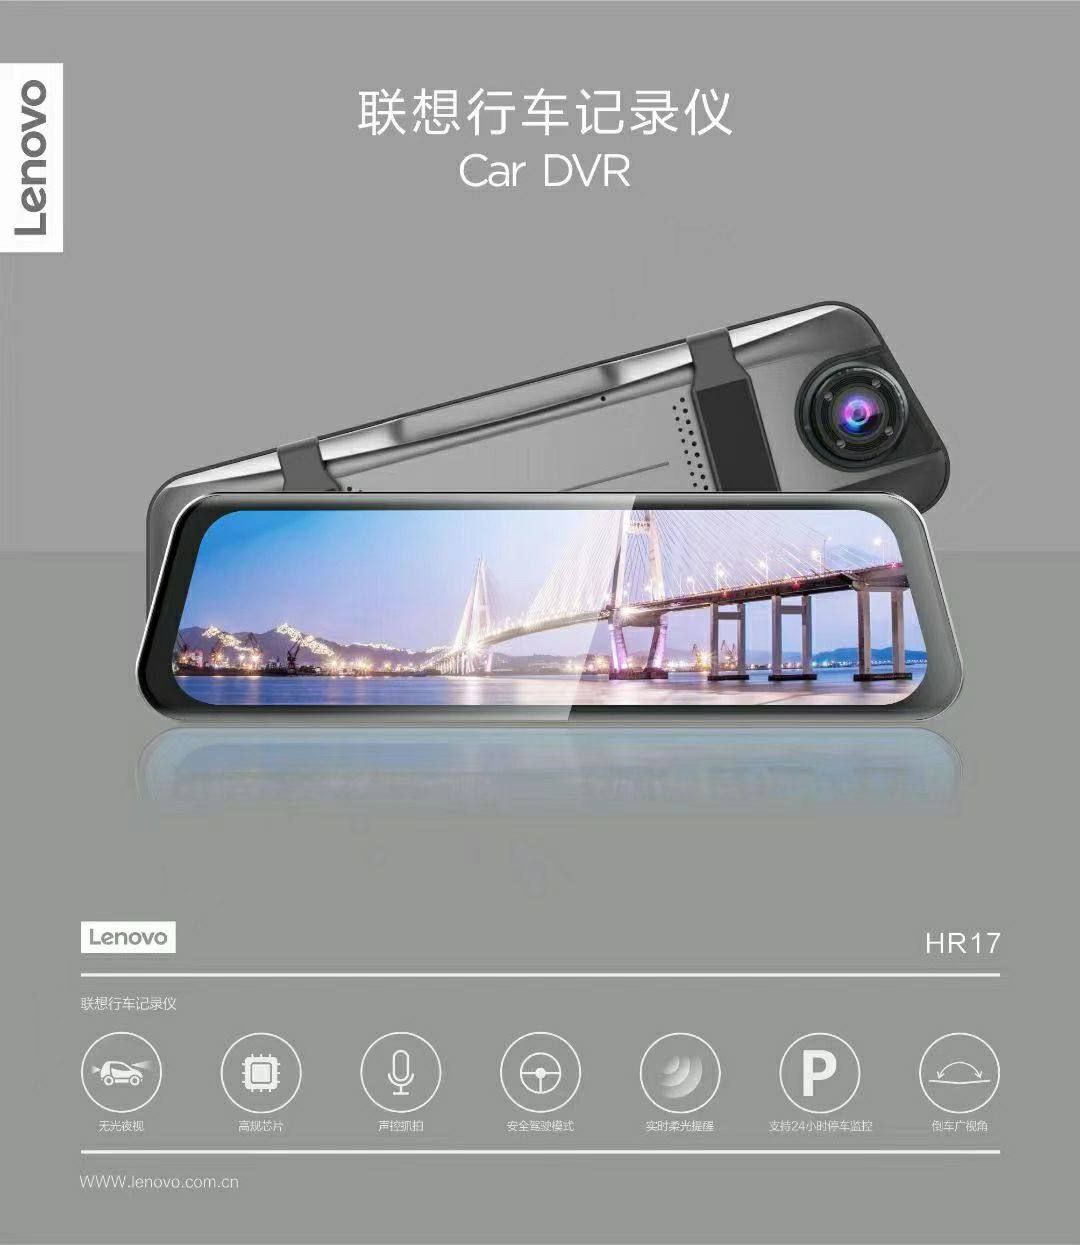 Lenovo
联想行车记录仪
Car DVR
Lenovo
HR17
联想行车记录仪
P
无光夜视
高规芯片
声控抓拍
安全驾驶模式
实时柔光提醒
支持24小时停车监控
倒车广视角
WWW.lenovo.com.cn